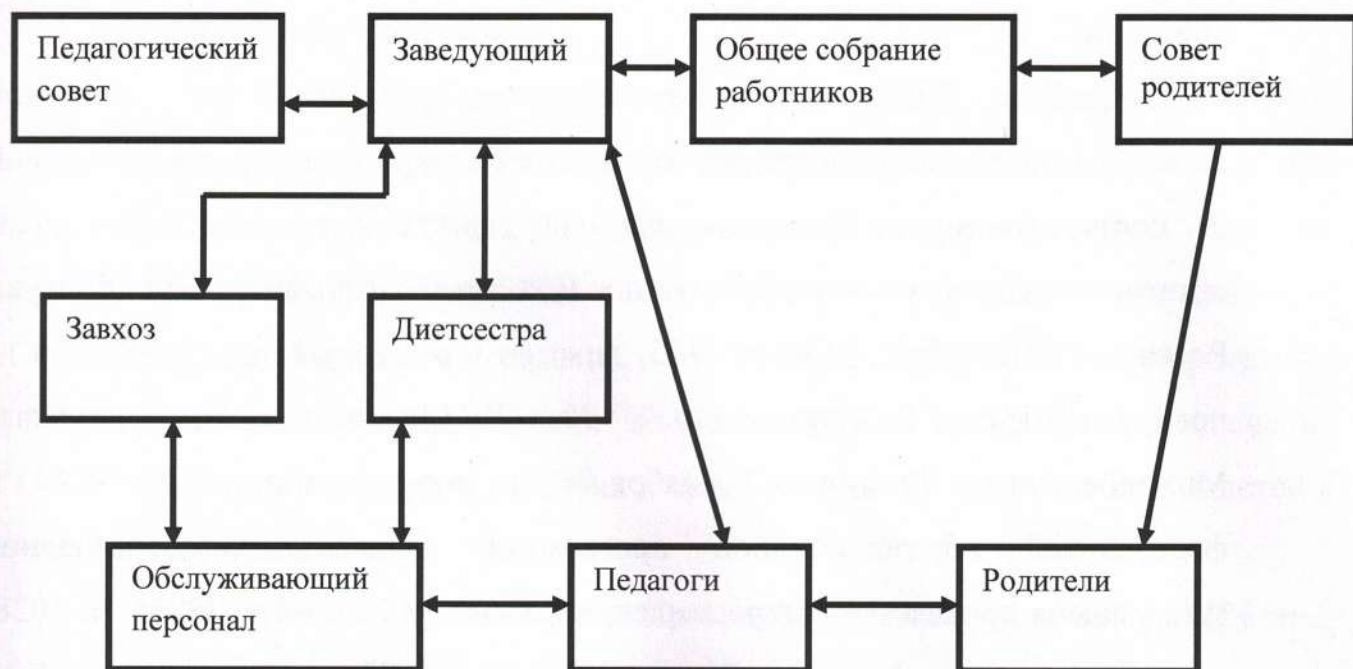 Педагогический
совет
Заведующий
Общее собрание
работников
Совет
родителей
Завхоз
Диетсестра
Обслуживающий
персонал
Педагоги
Родители